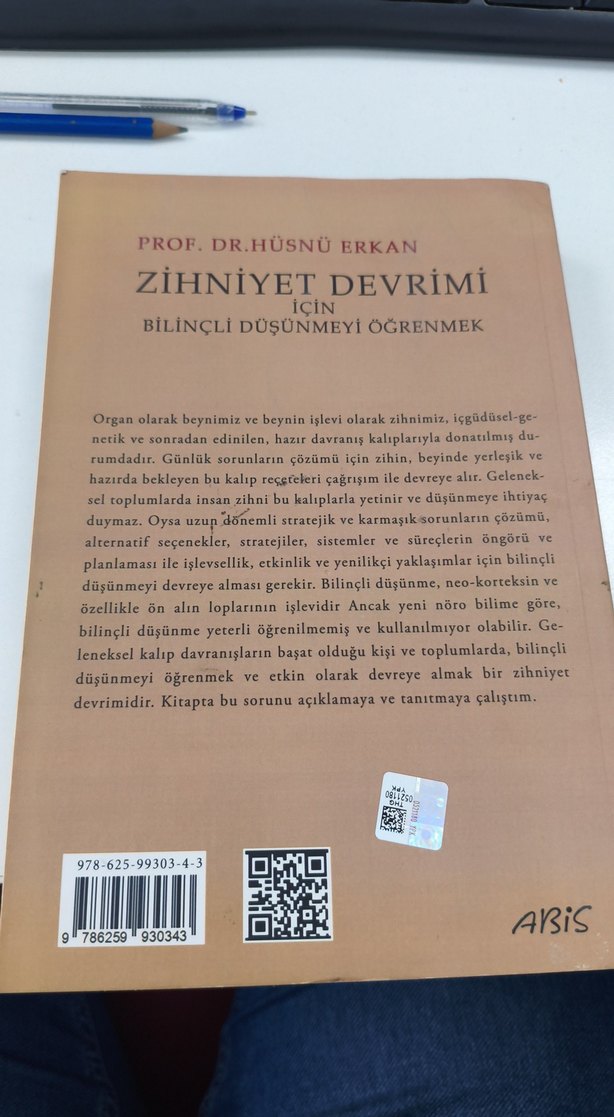 PROF. DR.HÜSNÜ ERKAN
ZİHNİYET DEVRİMİ
İÇİN
BİLİNÇLİ DÜŞÜNMEYİ ÖĞRENMEK
Organ olarak beynimiz ve beynin işlevi olarak zihnimiz, içgüdüsel-ge-
netik ve sonradan edinilen, hazır davranış kalıplarıyla donatılmış du-
rumdadır. Günlük sorunların çözümü için zihin, beyinde yerleşik ve
hazırda bekleyen bu kalıp reçeteleri çağrışım ile devreye alır. Gelenek-
sel toplumlarda insan zihni bu kalıplarla yetinir ve düşünmeye ihtiyaç
duymaz. Oysa uzun dönemli stratejik ve karmaşık sorunların çözümü,
alternatif seçenekler, stratejiler, sistemler ve süreçlerin öngörü ve
planlaması ile işlevsellik, etkinlik ve yenilikçi yaklaşımlar için bilinçli
düşünmeyi devreye alması gerekir. Bilinçli düşünme, neo-korteksin ve
özellikle ön alın loplarının işlevidir Ancak yeni nöro bilime göre,
bilinçli düşünme yeterli öğrenilmemiş ve kullanılmıyor olabilir. Ge-
leneksel kalıp davranışların başat olduğu kişi ve toplumlarda, bilinçli
düşünmeyi öğrenmek ve etkin olarak devreye almak bir zihniyet
devrimidir. Kitapta bu sorunu açıklamaya ve tanıtmaya çalıştım.
THG
YPK
0521180
978-625-99303-4-3
9 786259 930343
ABİS